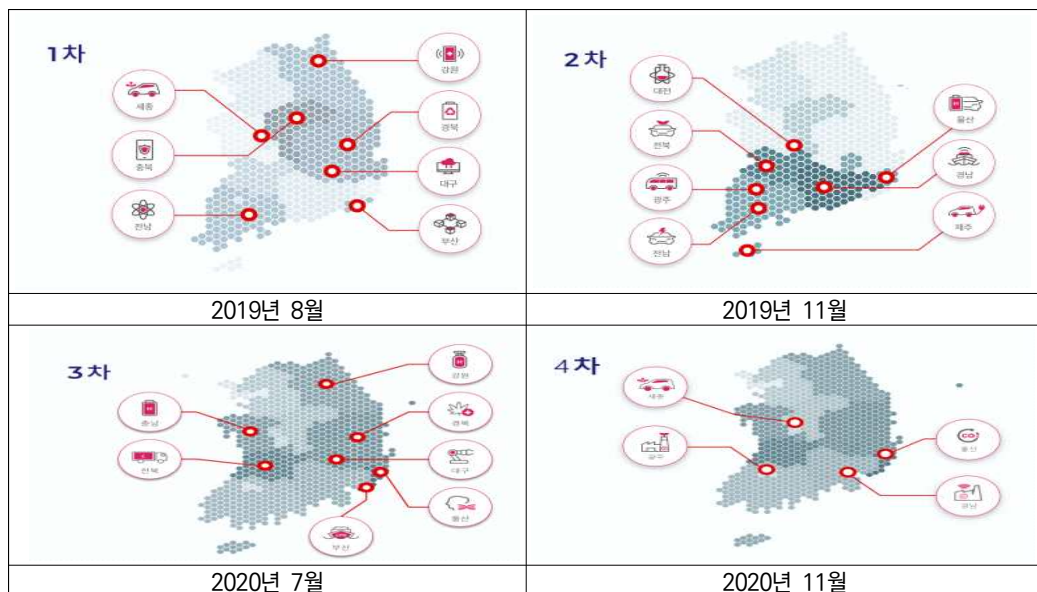 1차
강원
세종
경북
충북
대구
전남
부산
2차
대전
울산
전북
경남
광주
제주
전남
2019년 8월
2019년 11월
3차
강원
충남
경북
전북
대구
울산
부산
4차
세종
광주
울산
경남
2020년 7월
2020년 11월